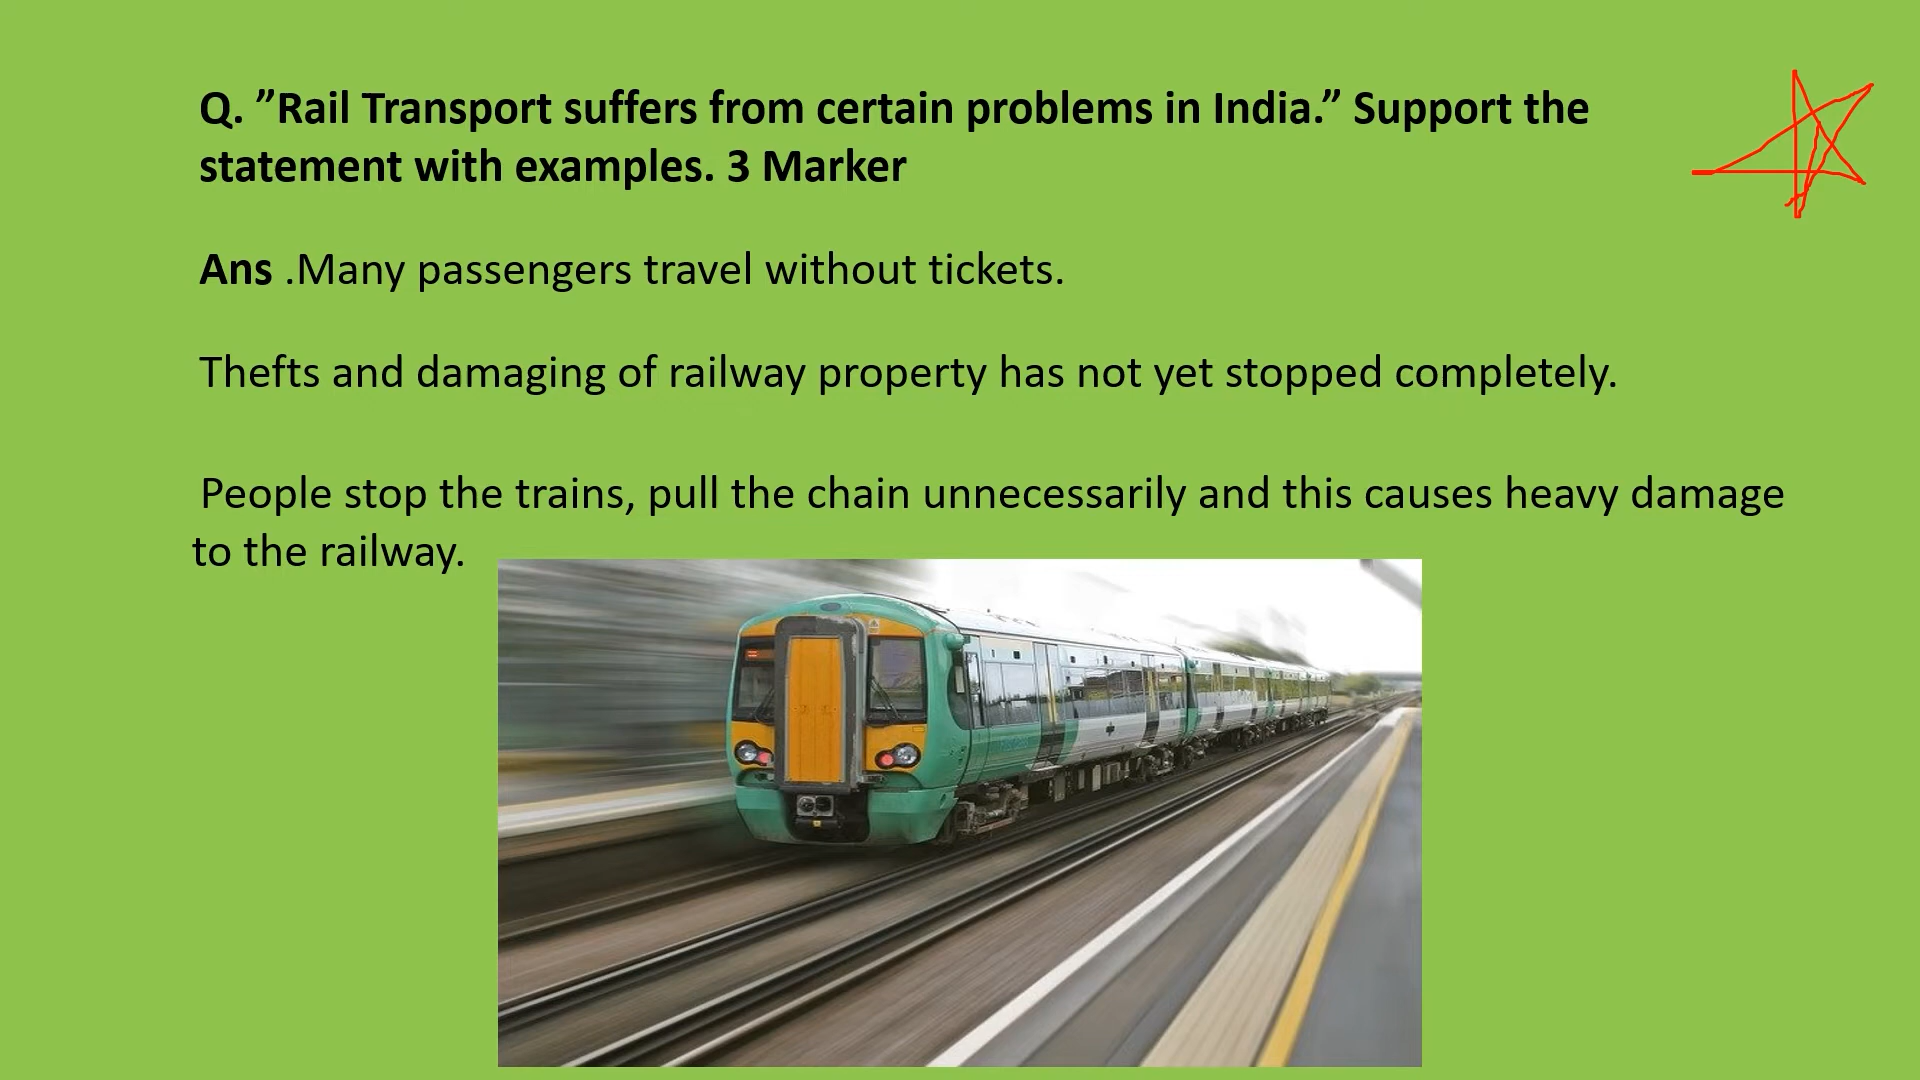 Q. ”Rail Transport suffers from certain problems in India.” Support the
statement with examples. 3 Marker
Ans .Many passengers travel without tickets.
Thefts and damaging of railway property has not yet stopped completely.
People stop the trains, pull the chain unnecessarily and this causes heavy damage
to the railway.